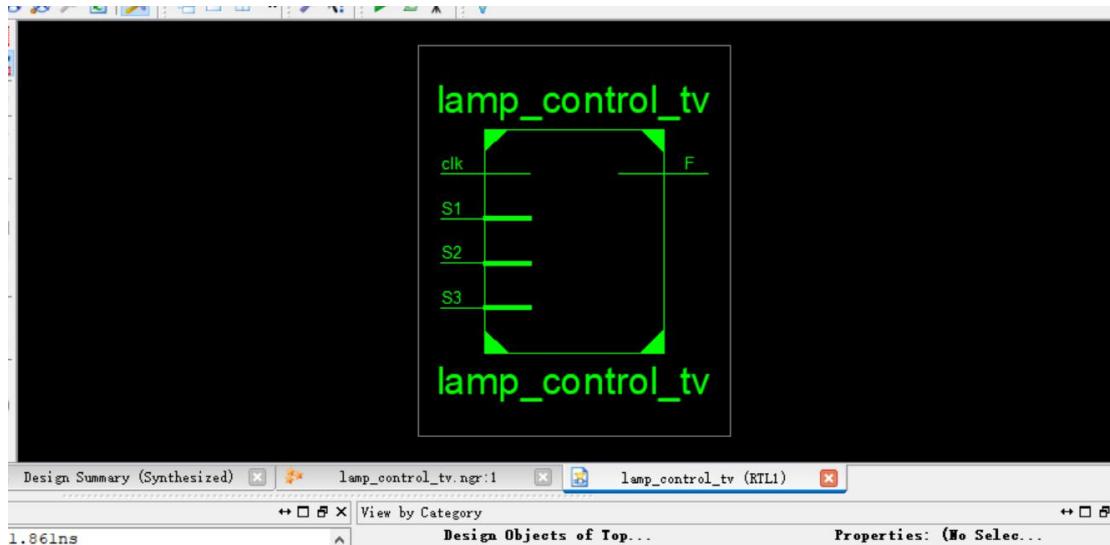 lamp_control_tv
clk
F
S1
S2
S3
lamp_control_tv
Design Summary (Synthesized)
lamp_control_tv.ngr:1
lamp_control_tv (RTL1)
View by Category
1.861ns
Design Objects of Top...
Properties: (No Selec...